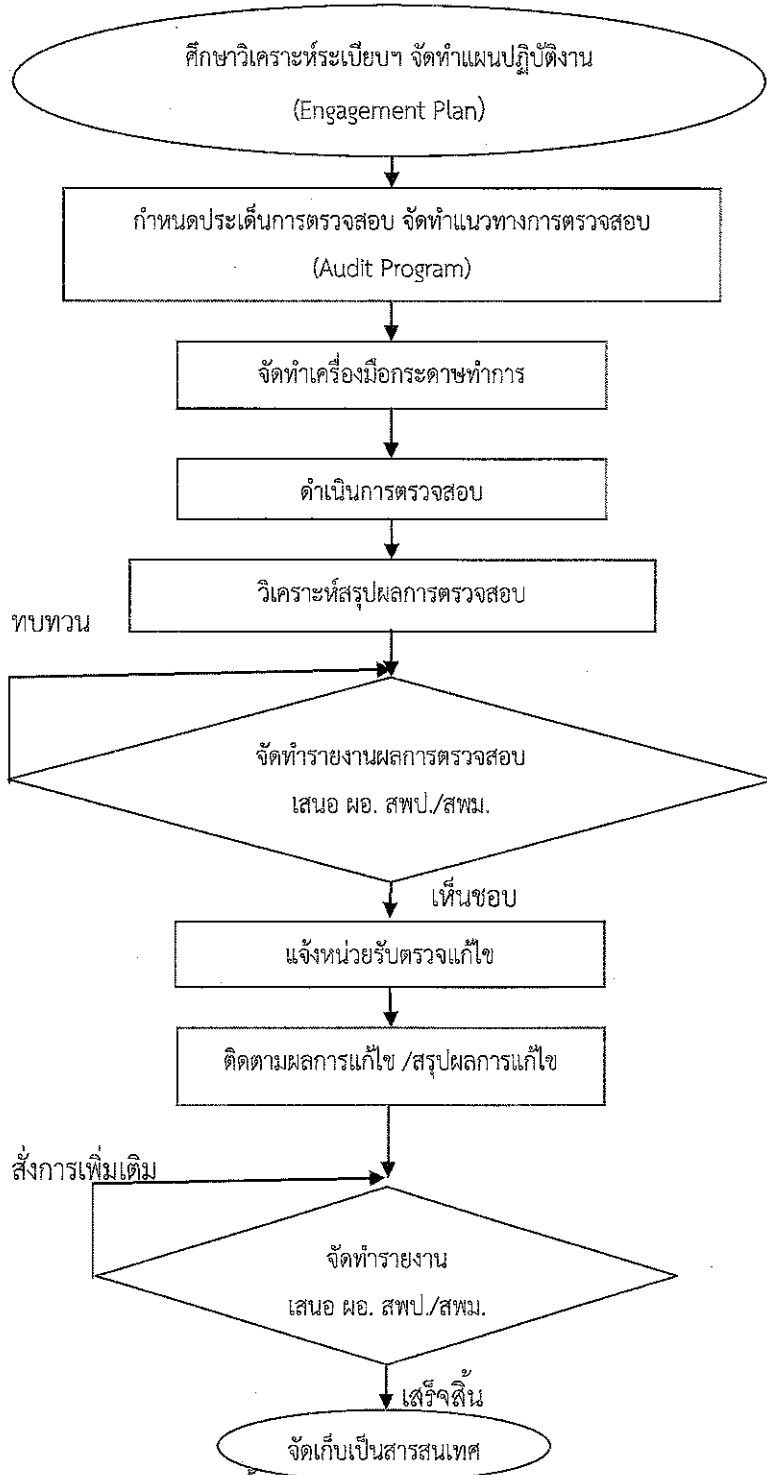 ศึกษาวิเคราะห์ระเบียบฯ จัดทำแผนปฏิบัติงาน
(Engagement Plan)
กำหนดประเด็นการตรวจสอบ จัดทำแนวทางการตรวจสอบ
(Audit Program)
จัดทำเครื่องมือกระดาษทำการ
ดำเนินการตรวจสอบ
วิเคราะห์สรุปผลการตรวจสอบ
ทบทวน
จัดทำรายงานผลการตรวจสอบ
เสนอ ผอ. สพป./สพม.
เห็นชอบ
แจ้งหน่วยรับตรวจแก้ไข
ติดตามผลการแก้ไข /สรุปผลการแก้ไข
สั่งการเพิ่มเติม
จัดทำรายงาน
เสนอ ผอ. สพป./สพม.
เสร็จสิ้น
จัดเก็บเป็นสารสนเทศ